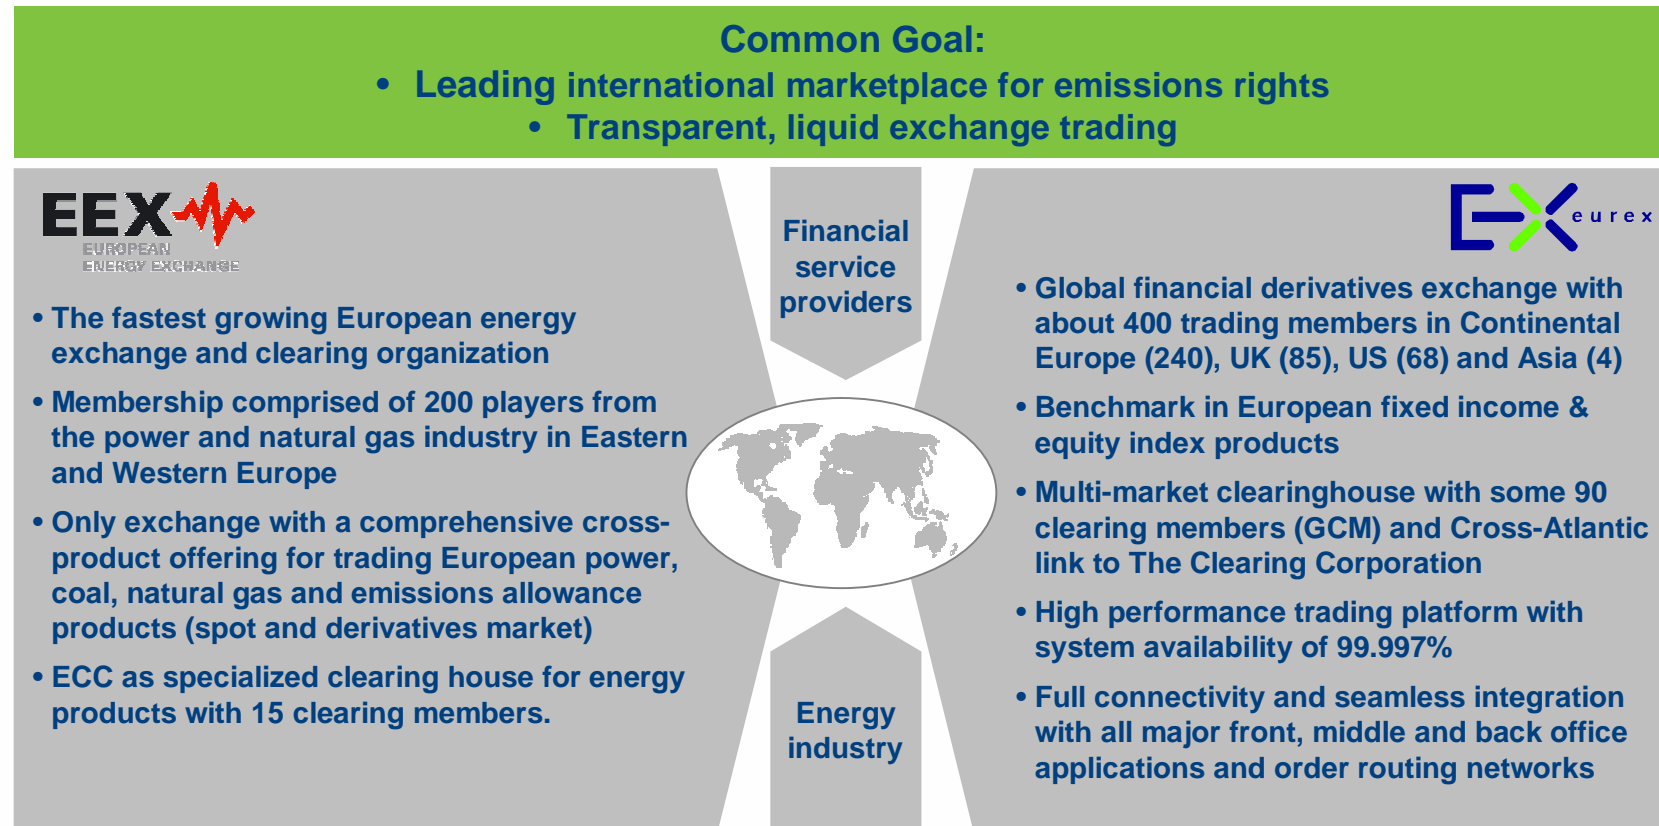 Common Goal:
• Leading international marketplace for emissions rights
• Transparent, liquid exchange trading
EEX
EUROPEAN
ENERGY EXCHANGE
• The fastest growing European energy
exchange and clearing organization
• Membership comprised of 200 players from
the power and natural gas industry in Eastern
and Western Europe
• Only exchange with a comprehensive cross-
product offering for trading European power,
coal, natural gas and emissions allowance
products (spot and derivatives market)
• ECC as specialized clearing house for energy
products with 15 clearing members.
Financial
service
providers
Energy
industry
EX eurex
• Global financial derivatives exchange with
about 400 trading members in Continental
Europe (240), UK (85), US (68) and Asia (4)
• Benchmark in European fixed income &
equity index products
• Multi-market clearinghouse with some 90
clearing members (GCM) and Cross-Atlantic
link to The Clearing Corporation
• High performance trading platform with
system availability of 99.997%
• Full connectivity and seamless integration
with all major front, middle and back office
applications and order routing networks